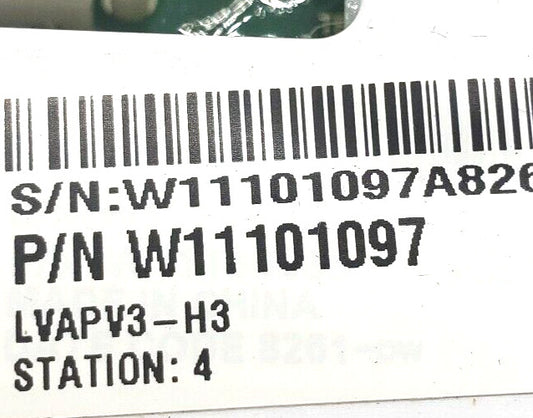 S/N:W11101097A826
P/N W11101097
LVAPV3-H3
STATION: 4